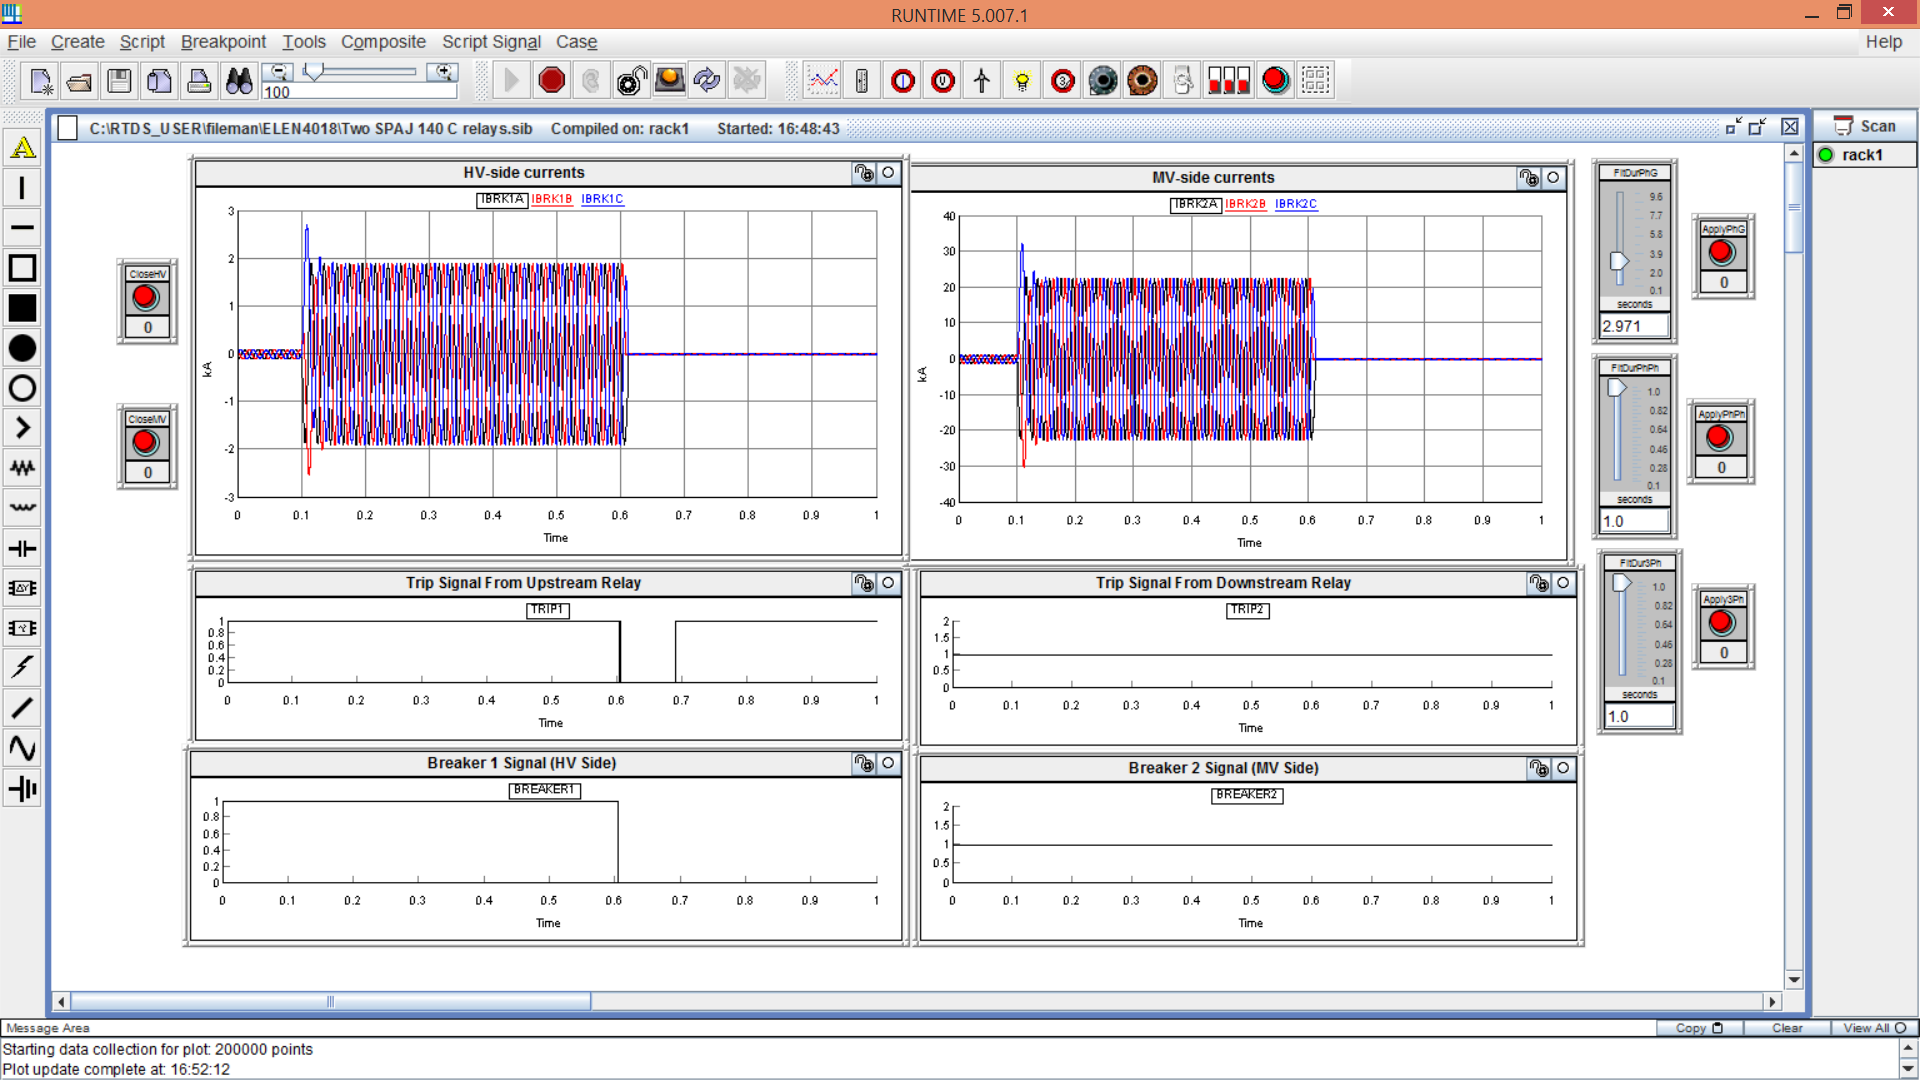 RUNTIME 5.007.1
File Create Script Breakpoint Tools Composite Script Signal Case Help
100
C:\RTDS_USER\fileman\ELEN4018\Two SPAJ 140 C relays.sib Compiled on: rack1 Started: 16:48:43
Scan
rack1
HV-side currents
IBRK1A IBRK1B IBRK1C
3
2
1
0
-1
-2
-3
kA
0 0.1 0.2 0.3 0.4 0.5 0.6 0.7 0.8 0.9 1
Time
MV-side currents
IBRK2A IBRK2B IBRK2C
40
30
20
10
0
-10
-20
-30
-40
kA
0 0.1 0.2 0.3 0.4 0.5 0.6 0.7 0.8 0.9 1
Time
CloseHV
0
CloseMV
0
FltDurPhG
9.6
7.7
5.8
3.9
2.0
0.1
seconds
2.971
ApplyPhG
0
FltDurPhPh
1.0
0.82
0.64
0.46
0.28
0.1
seconds
1.0
ApplyPhPh
0
FltDur3Ph
1.0
0.82
0.64
0.46
0.28
0.1
seconds
1.0
Apply3Ph
0
Trip Signal From Upstream Relay
TRIP1
1
0.8
0.6
0.4
0.2
0
0 0.1 0.2 0.3 0.4 0.5 0.6 0.7 0.8 0.9 1
Time
Trip Signal From Downstream Relay
TRIP2
2
1.5
1
0.5
0
0 0.1 0.2 0.3 0.4 0.5 0.6 0.7 0.8 0.9 1
Time
Breaker 1 Signal (HV Side)
BREAKER1
1
0.8
0.6
0.4
0.2
0
0 0.1 0.2 0.3 0.4 0.5 0.6 0.7 0.8 0.9 1
Time
Breaker 2 Signal (MV Side)
BREAKER2
2
1.5
1
0.5
0
0 0.1 0.2 0.3 0.4 0.5 0.6 0.7 0.8 0.9 1
Time
Message Area Copy Clear View All
Starting data collection for plot: 200000 points
Plot update complete at: 16:52:12